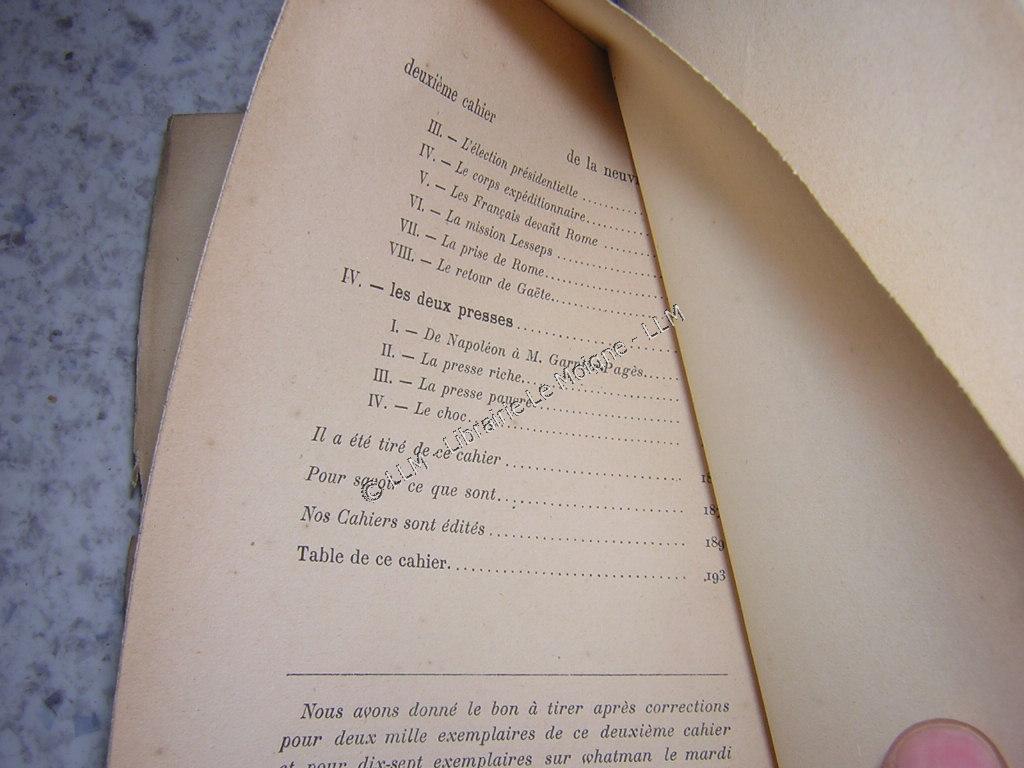 deuxième cahier
de la neuv
III. — L'élection présidentielle ..........
IV. — Le corps expéditionnaire..........
V. — Les Français devant Rome ........
VI. — La mission Lesseps ...............
VII. — La prise de Rome.................
VIII. — Le retour de Gaëte................
IV. — les deux presses ......................
I. — De Napoléon à M. Garnier-Pagès......
II. — La presse riche.......................
III. — La presse pauvre.....................
IV. — Le choc..............................
Il a été tiré de ce cahier ........................
Pour savoir ce que sont........................ 187
Nos Cahiers sont édités ......................... 189
Table de ce cahier.............................. 193
© LLM - Librairie Le Moigne - LLM
Nous avons donné le bon à tirer après corrections
pour deux mille exemplaires de ce deuxième cahier
et pour dix-sept exemplaires sur whatman le mardi